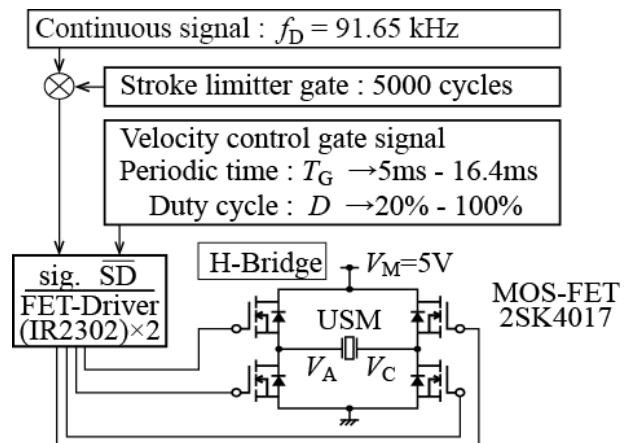 Continuous signal : f_D = 91.65 kHz
Stroke limitter gate : 5000 cycles
Velocity control gate signal
Periodic time : T_G →5ms - 16.4ms
Duty cycle : D →20% - 100%
sig. S̅D̅
FET-Driver
(IR2302)×2
H-Bridge
V_M=5V
USM
V_A
V_C
MOS-FET
2SK4017